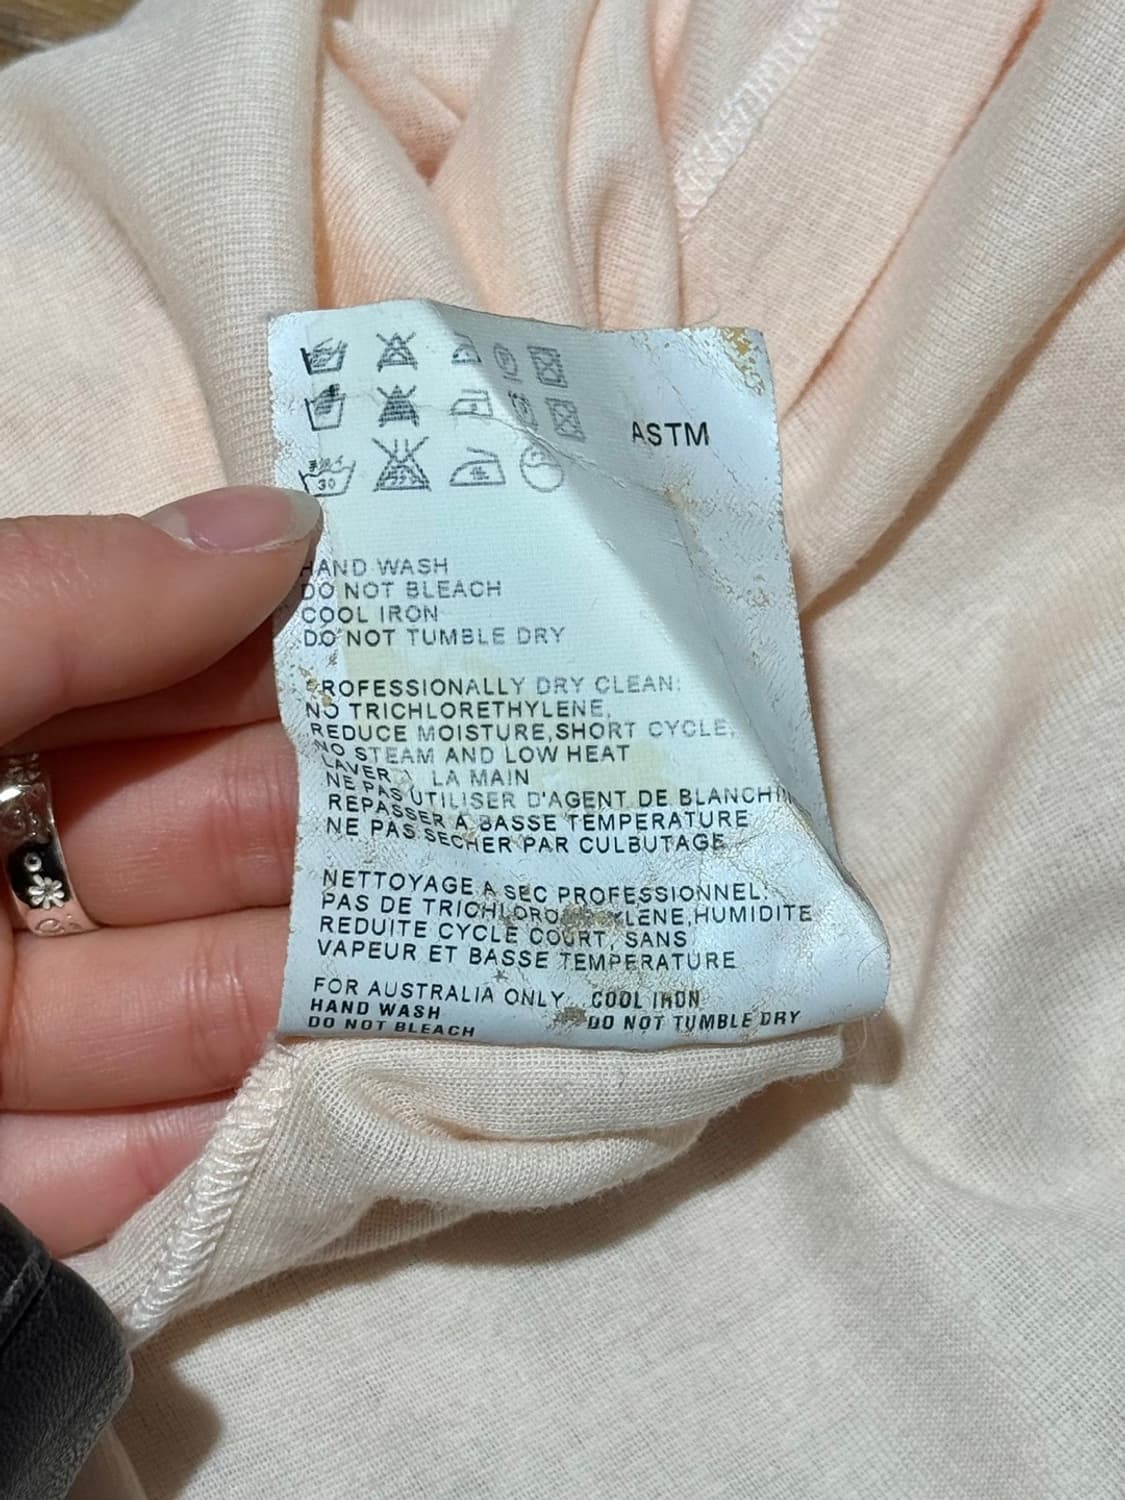 ASTM
30
HAND WASH
DO NOT BLEACH
COOL IRON
DO NOT TUMBLE DRY
PROFESSIONALLY DRY CLEAN:
NO TRICHLORETHYLENE,
REDUCE MOISTURE,SHORT CYCLE,
NO STEAM AND LOW HEAT
LAVER LA MAIN
NE PAS UTILISER D'AGENT DE BLANCHIM
REPASSER A BASSE TEMPERATURE
NE PAS SECHER PAR CULBUTAGE
NETTOYAGE A SEC PROFESSIONNEL:
PAS DE HUMIDITE
REDUITE CYCLE COURT, SANS
VAPEUR ET BASSE TEMPERATURE
FOR AUSTRALIA ONLY COOL IRON
HAND WASH DO NOT TUMBLE DRY
DO NOT BLEACH